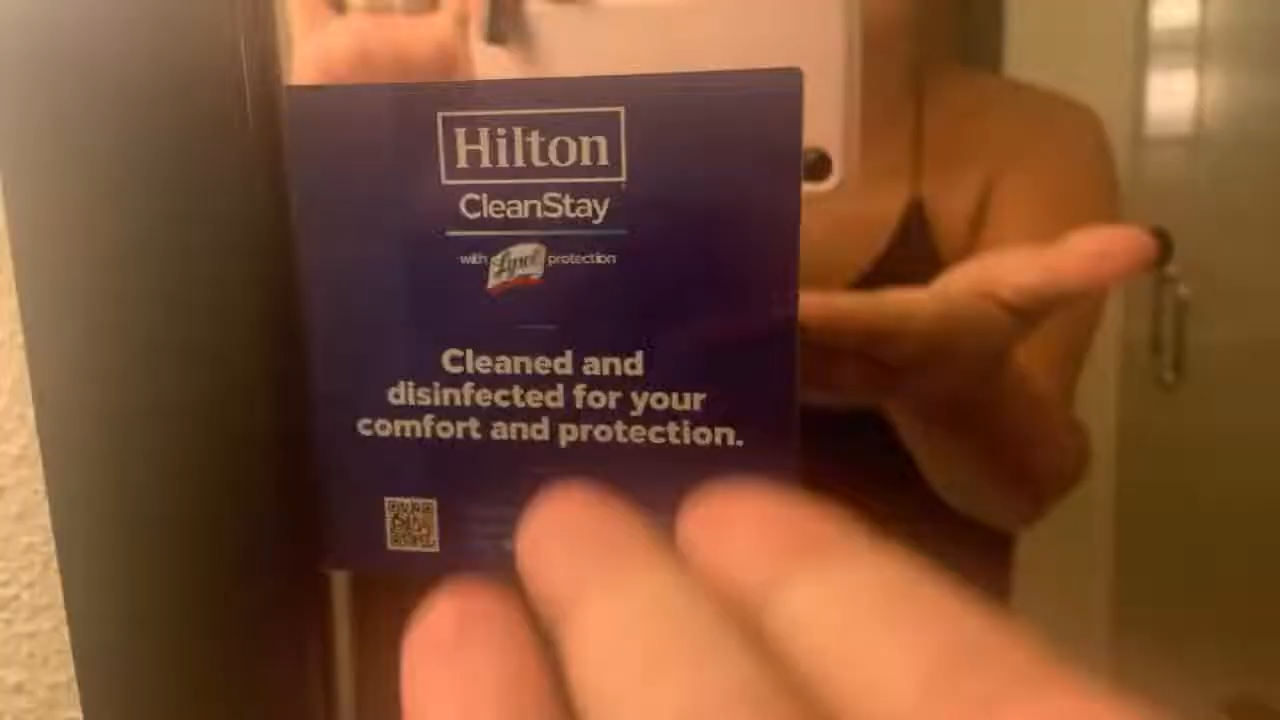 Hilton
CleanStay
with Lysol protection
Cleaned and
disinfected for your
comfort and protection.